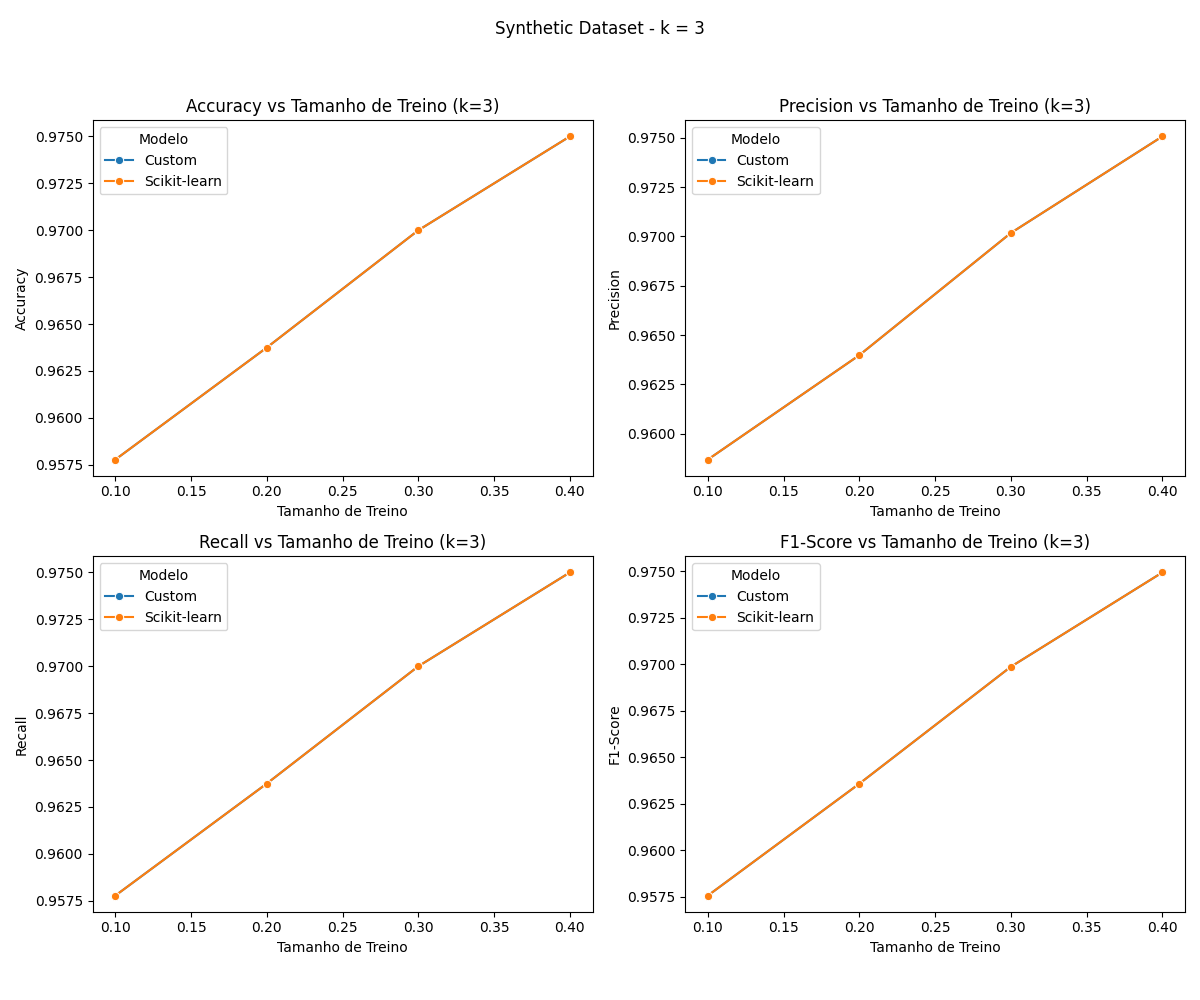 Synthetic Dataset - k = 3
Accuracy vs Tamanho de Treino (k=3)
Modelo
Custom
Scikit-learn
Accuracy
0.9750
0.9725
0.9700
0.9675
0.9650
0.9625
0.9600
0.9575
0.10 0.15 0.20 0.25 0.30 0.35 0.40
Tamanho de Treino
Precision vs Tamanho de Treino (k=3)
Modelo
Custom
Scikit-learn
Precision
0.9750
0.9725
0.9700
0.9675
0.9650
0.9625
0.9600
0.10 0.15 0.20 0.25 0.30 0.35 0.40
Tamanho de Treino
Recall vs Tamanho de Treino (k=3)
Modelo
Custom
Scikit-learn
Recall
0.9750
0.9725
0.9700
0.9675
0.9650
0.9625
0.9600
0.9575
0.10 0.15 0.20 0.25 0.30 0.35 0.40
Tamanho de Treino
F1-Score vs Tamanho de Treino (k=3)
Modelo
Custom
Scikit-learn
F1-Score
0.9750
0.9725
0.9700
0.9675
0.9650
0.9625
0.9600
0.9575
0.10 0.15 0.20 0.25 0.30 0.35 0.40
Tamanho de Treino